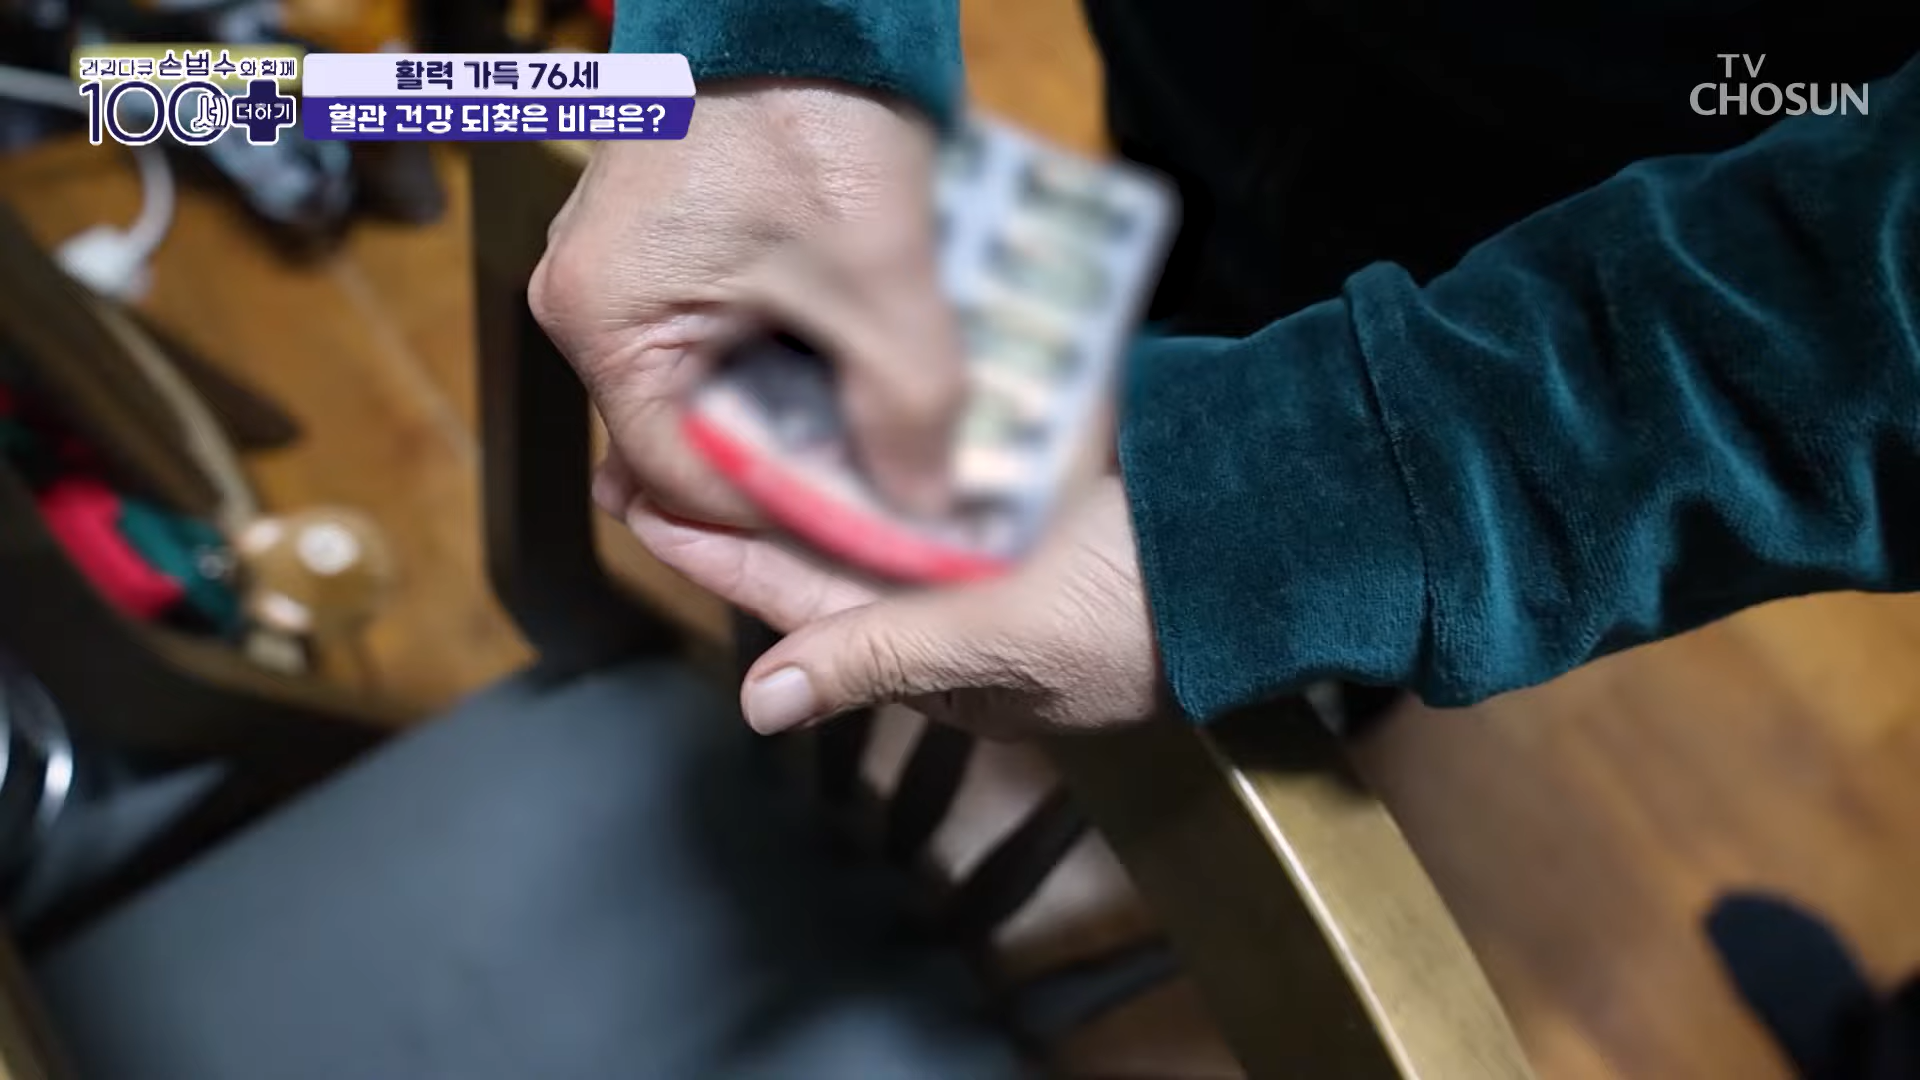 건강다큐 손범수와 함께
100세 더하기
활력 가득 76세
혈관 건강 되찾은 비결은?
TV
CHOSUN